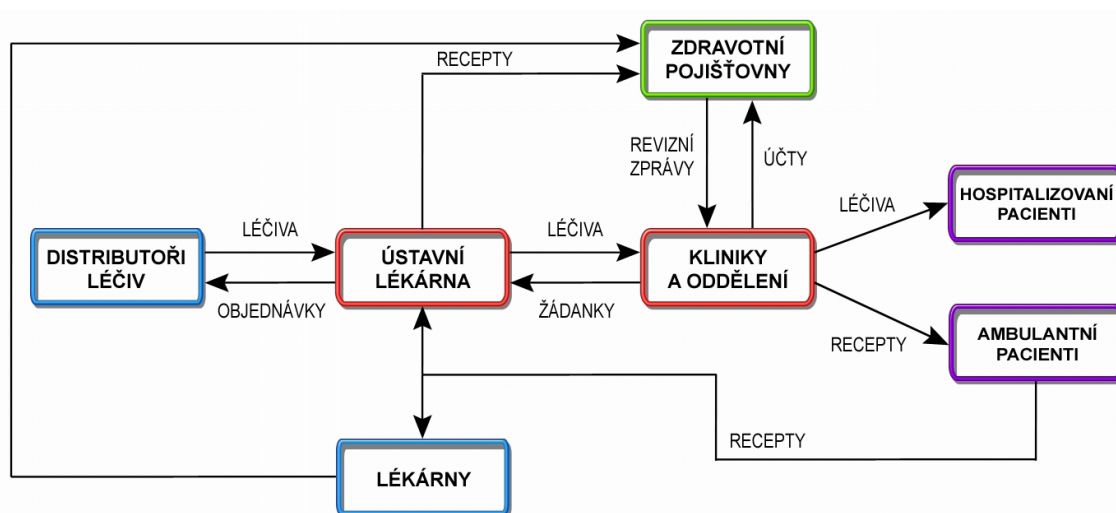 ZDRAVOTNÍ
POJIŠŤOVNY
RECEPTY
REVIZNÍ
ZPRÁVY
ÚČTY
HOSPITALIZOVANÍ
PACIENTI
LÉČIVA
DISTRIBUTOŘI
LÉČIV
LÉČIVA
OBJEDNÁVKY
ÚSTAVNÍ
LÉKÁRNA
LÉČIVA
ŽÁDANKY
KLINIKY
A ODDĚLENÍ
RECEPTY
AMBULANTNÍ
PACIENTI
RECEPTY
LÉKÁRNY